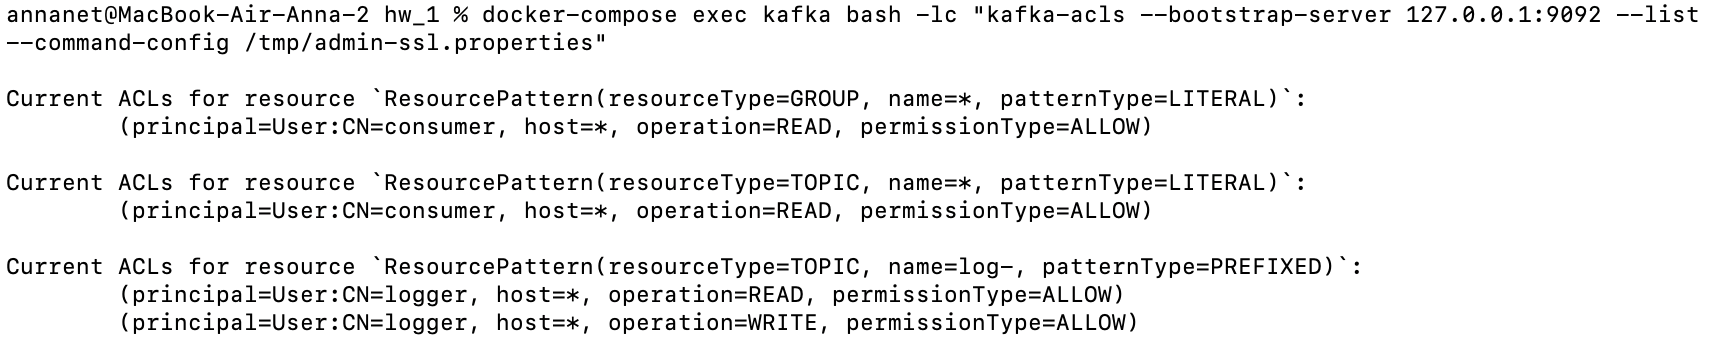 annanet@MacBook-Air-Anna-2 hw_1 % docker-compose exec kafka bash -lc "kafka-acls --bootstrap-server 127.0.0.1:9092 --list
--command-config /tmp/admin-ssl.properties"
Current ACLs for resource `ResourcePattern(resourceType=GROUP, name=*, patternType=LITERAL)`:
(principal=User:CN=consumer, host=*, operation=READ, permissionType=ALLOW)
Current ACLs for resource `ResourcePattern(resourceType=TOPIC, name=*, patternType=LITERAL)`:
(principal=User:CN=consumer, host=*, operation=READ, permissionType=ALLOW)
Current ACLs for resource `ResourcePattern(resourceType=TOPIC, name=log-, patternType=PREFIXED)`:
(principal=User:CN=logger, host=*, operation=READ, permissionType=ALLOW)
(principal=User:CN=logger, host=*, operation=WRITE, permissionType=ALLOW)